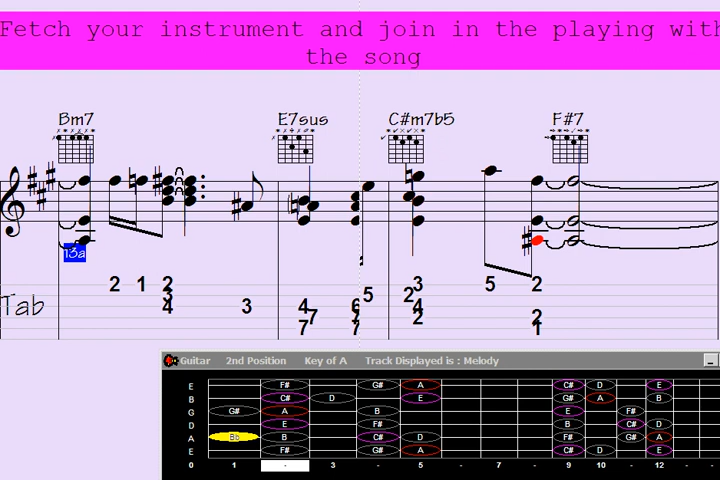 Fetch your instrument and join in the playing with
the song
Bm7 E7sus C#m7b5 F#7
13a
2 1 2 3 5 2
3 5 2
4 3 4 6 4
7 7 2 2
7 7 1
Tab
Guitar 2nd Position Key of A Track Displayed is : Melody
E F# G# A C# D E
B C# D E G# A B
G G# A B E F#
D E F# B C# D
A Bb B C# D F# G# A
E F# G# A C# D E
0 1 - 3 - 5 - 7 - 9 10 - 12 - -